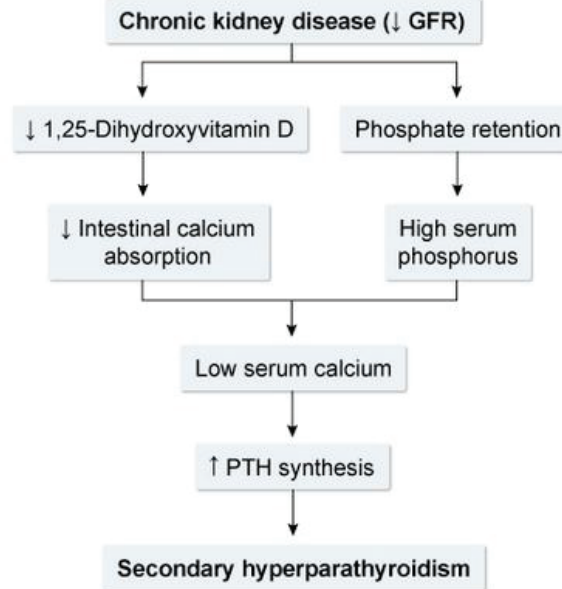 Chronic kidney disease (↓ GFR)
↓ 1,25-Dihydroxyvitamin D
Phosphate retention
↓ Intestinal calcium
absorption
High serum
phosphorus
Low serum calcium
↑ PTH synthesis
Secondary hyperparathyroidism